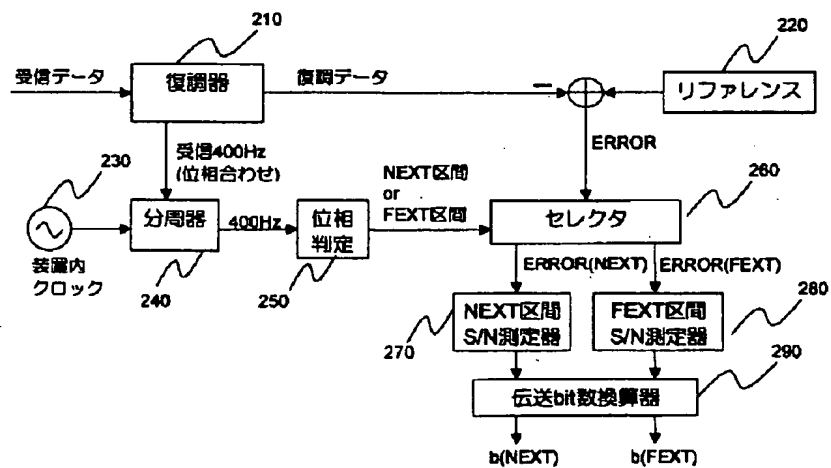 210
220
受信データ
復調器
復調データ
リファレンス
−
ERROR
受信400Hz
(位相合わせ)
230
NEXT区間
or
FEXT区間
260
分周器
400Hz
位相
判定
セレクタ
装置内
クロック
240
250
ERROR(NEXT)
ERROR(FEXT)
270
NEXT区間
S/N測定器
FEXT区間
S/N測定器
280
290
伝送bit数換算器
b(NEXT)
b(FEXT)